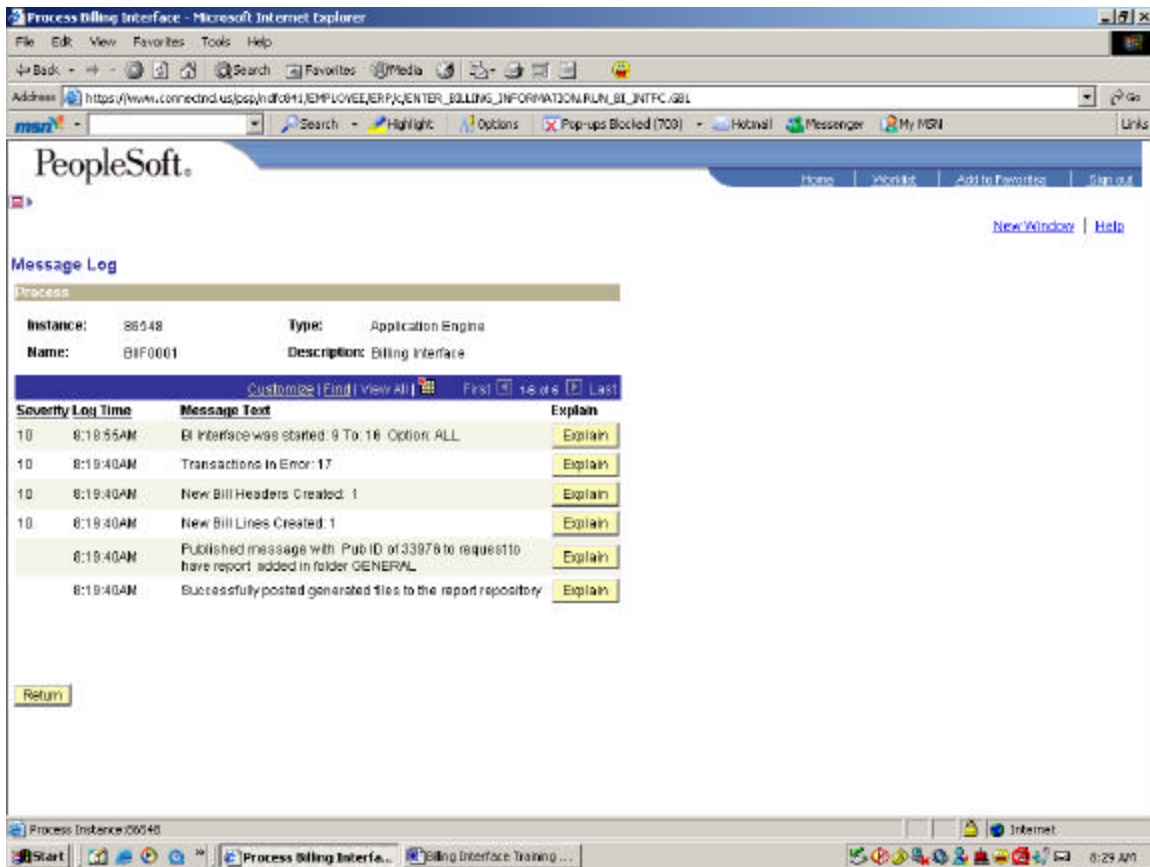 Process Billing Interface - Microsoft Internet Explorer
File Edit View Favorites Tools Help
Back Search Favorites Media
Address https://www.connectnd.us/psp/ndfc841/EMPLOYEE/ERP/c/ENTER_BILLING_INFORMATION.RUN_BI_INTFC.GBL Go
msn Search Highlight Options Pop-ups Blocked (703) Hotmail Messenger My MSN Links
PeopleSoft.
Home Worklist Add to Favorites Sign out
New Window | Help
Message Log
Process
Instance: 86548 Type: Application Engine
Name: BIIF0001 Description: Billing Interface
Customize | Find | View All | First 1-6 of 6 Last
Severity Log Time Message Text Explain
10 8:18:55AM BI Interface was started: 9 To: 16 Option: ALL Explain
10 8:19:40AM Transactions in Error: 17 Explain
10 8:19:40AM New Bill Headers Created: 1 Explain
10 8:19:40AM New Bill Lines Created: 1 Explain
8:19:40AM Published message with Pub ID of 33976 to request to
have report added in folder GENERAL Explain
8:19:40AM Successfully posted generated files to the report repository Explain
Return
Process Instance:86548 Internet
Start » Process Billing Interfa... Billing Interface Training ... 8:29 AM